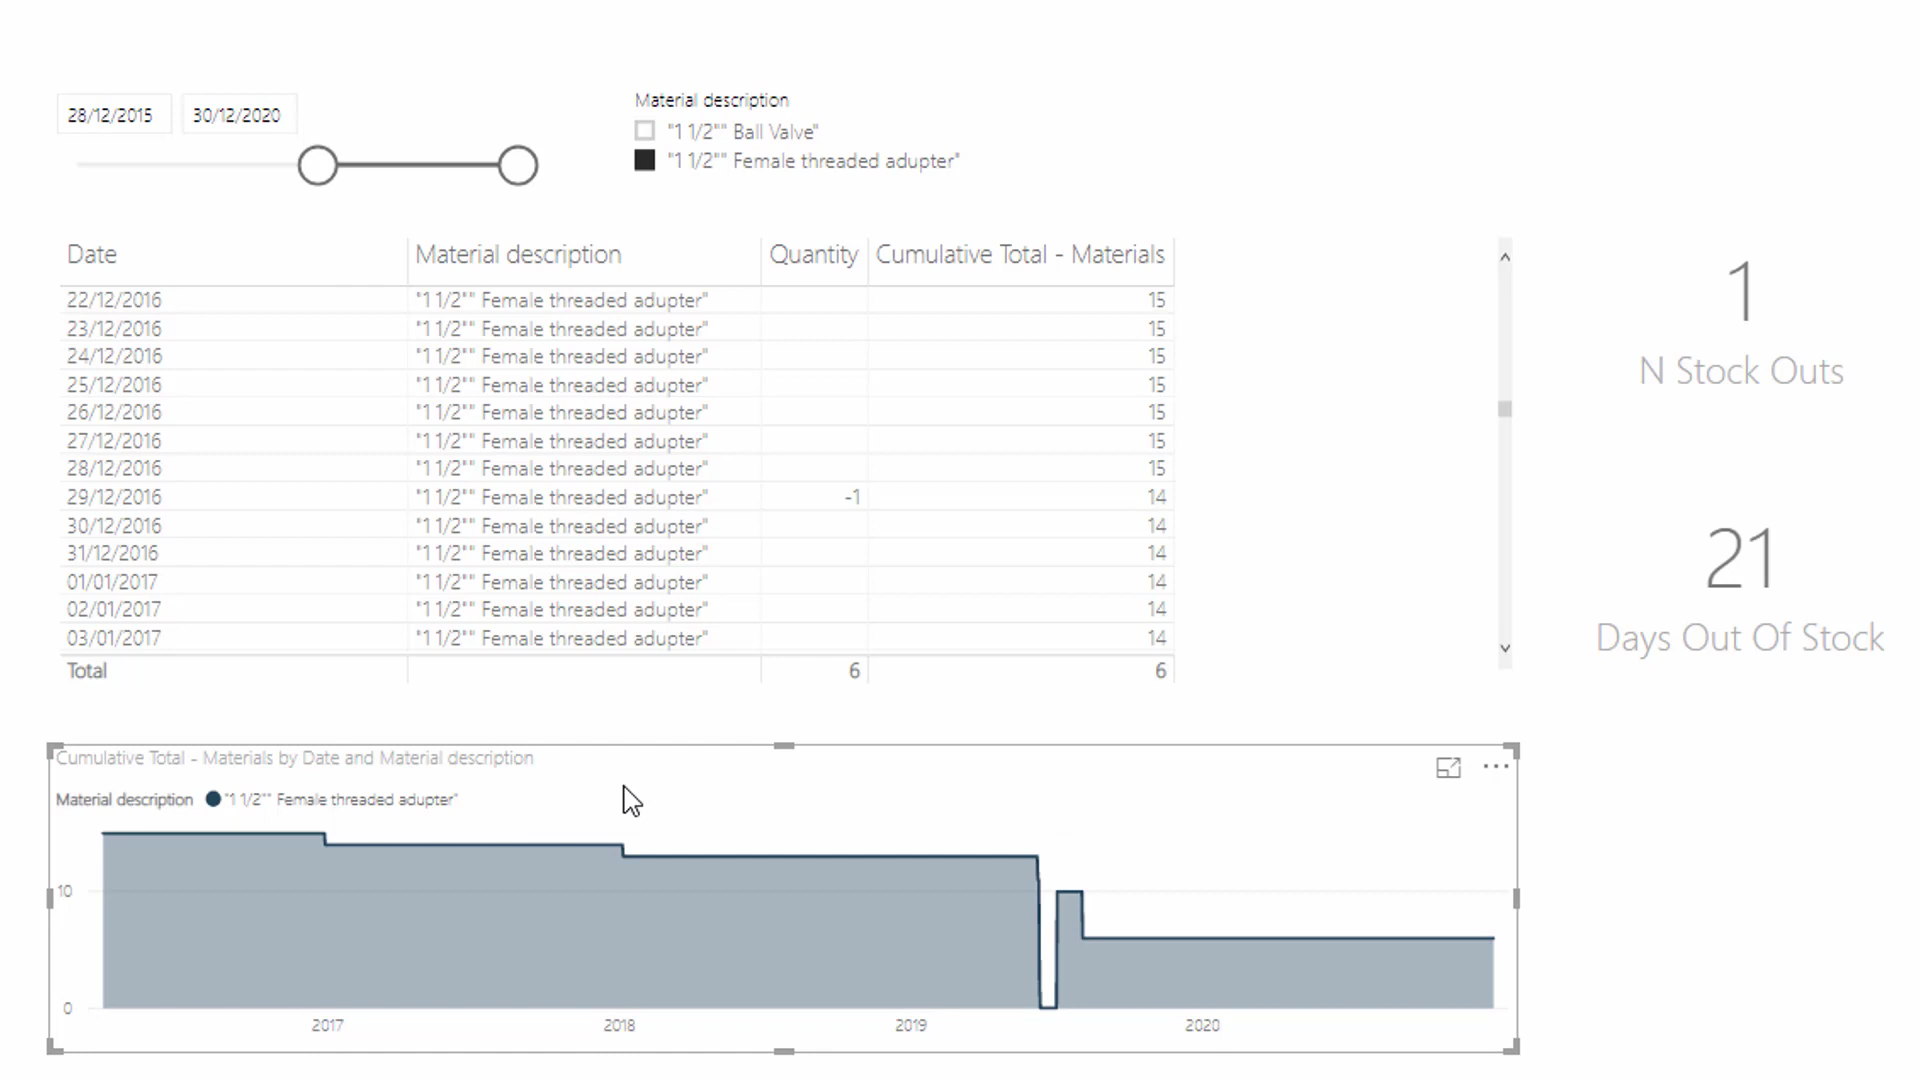 28/12/2015 30/12/2020
Material description
"1 1/2"" Ball Valve"
"1 1/2"" Female threaded adupter"
Date Material description Quantity Cumulative Total - Materials
22/12/2016 "1 1/2"" Female threaded adupter" 15
23/12/2016 "1 1/2"" Female threaded adupter" 15
24/12/2016 "1 1/2"" Female threaded adupter" 15
25/12/2016 "1 1/2"" Female threaded adupter" 15
26/12/2016 "1 1/2"" Female threaded adupter" 15
27/12/2016 "1 1/2"" Female threaded adupter" 15
28/12/2016 "1 1/2"" Female threaded adupter" 15
29/12/2016 "1 1/2"" Female threaded adupter" -1 14
30/12/2016 "1 1/2"" Female threaded adupter" 14
31/12/2016 "1 1/2"" Female threaded adupter" 14
01/01/2017 "1 1/2"" Female threaded adupter" 14
02/01/2017 "1 1/2"" Female threaded adupter" 14
03/01/2017 "1 1/2"" Female threaded adupter" 14
Total 6 6
1
N Stock Outs
21
Days Out Of Stock
Cumulative Total - Materials by Date and Material description
Material description "1 1/2"" Female threaded adupter"
10
0
2017 2018 2019 2020